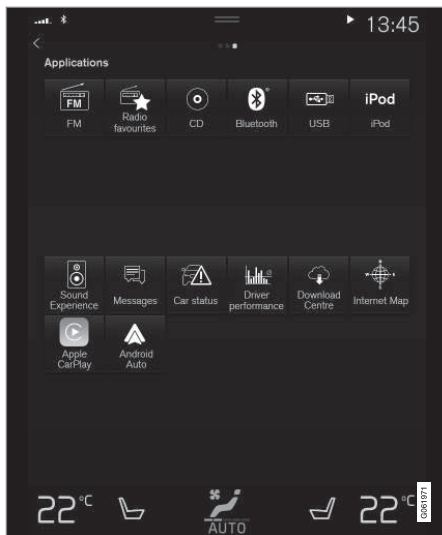 13:45
Applications
FM
FM
Radio
favourites
CD
Bluetooth
USB
iPod
iPod
Sound
Experience
Messages
Car status
Driver
performance
Download
Centre
Internet Map
Apple
CarPlay
Android
Auto
22°C
AUTO
22°C
G061971